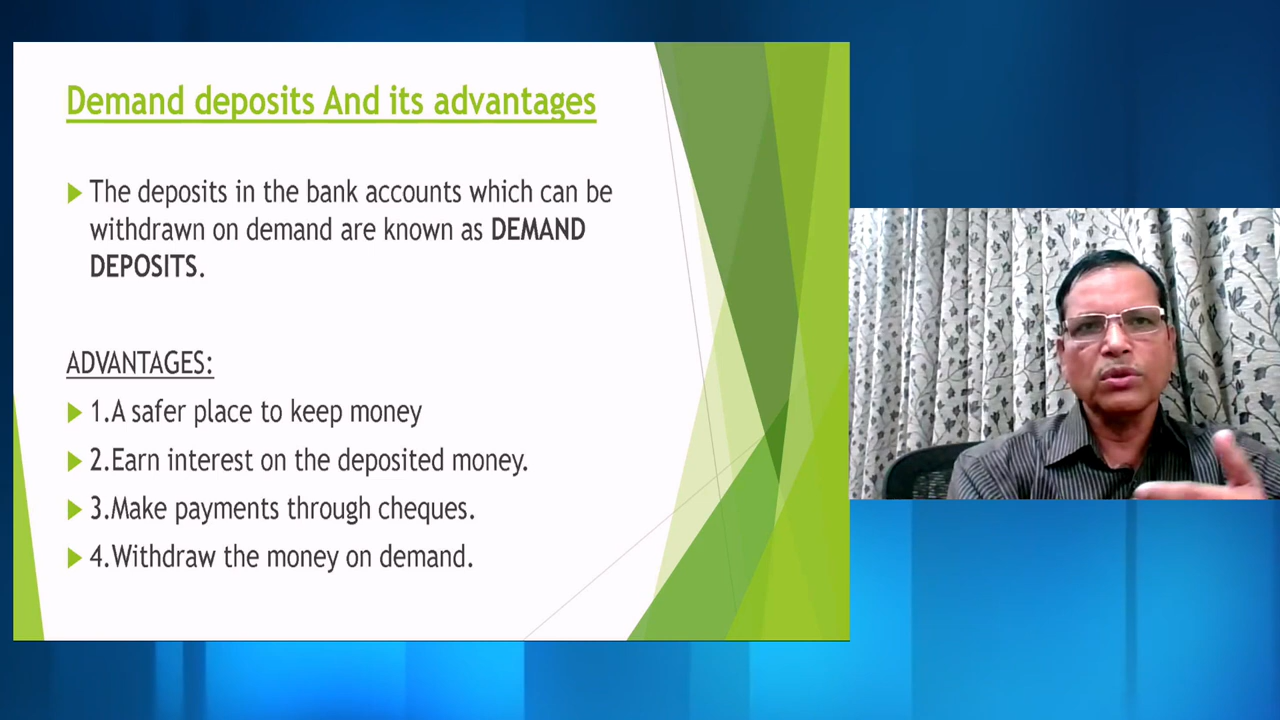 Demand deposits And its advantages
The deposits in the bank accounts which can be
withdrawn on demand are known as DEMAND
DEPOSITS.
ADVANTAGES:
1.A safer place to keep money
2.Earn interest on the deposited money.
3.Make payments through cheques.
4.Withdraw the money on demand.